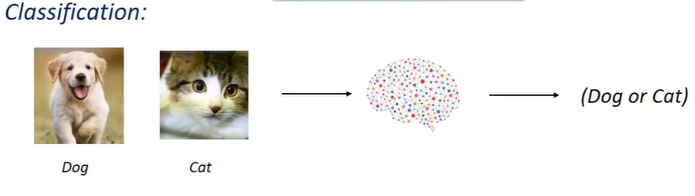 Classification:
Dog
Cat
(Dog or Cat)